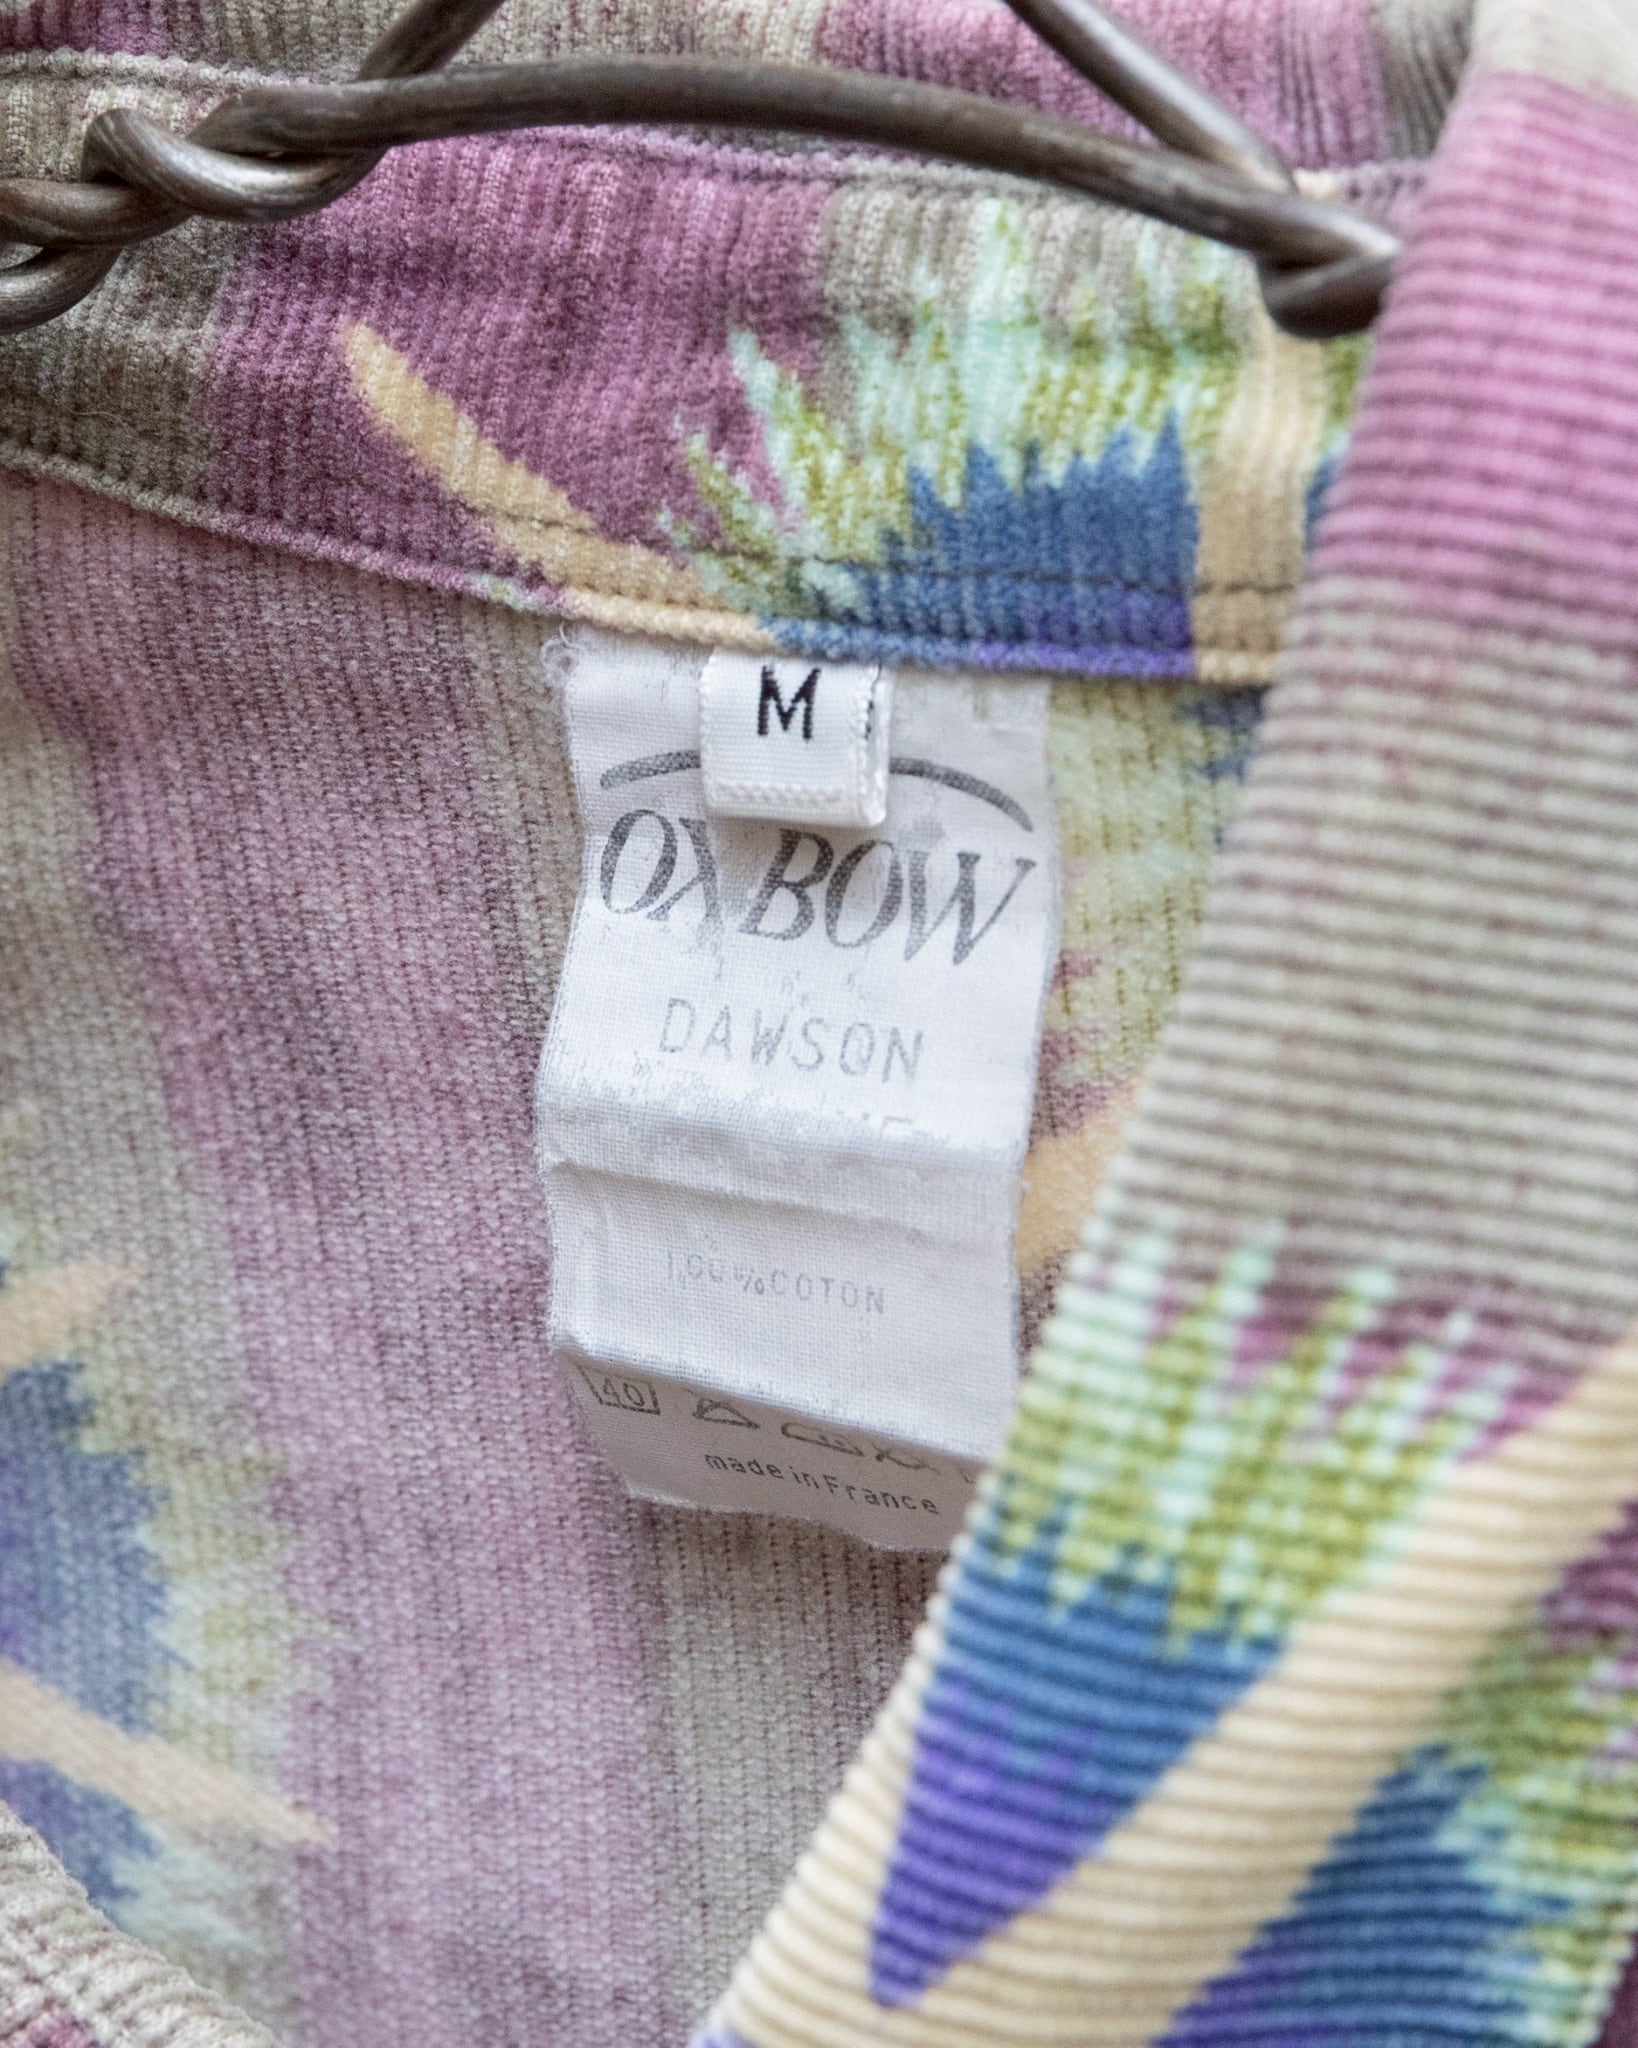 M
OXBOW
DAWSON
100% COTON
40
made in France